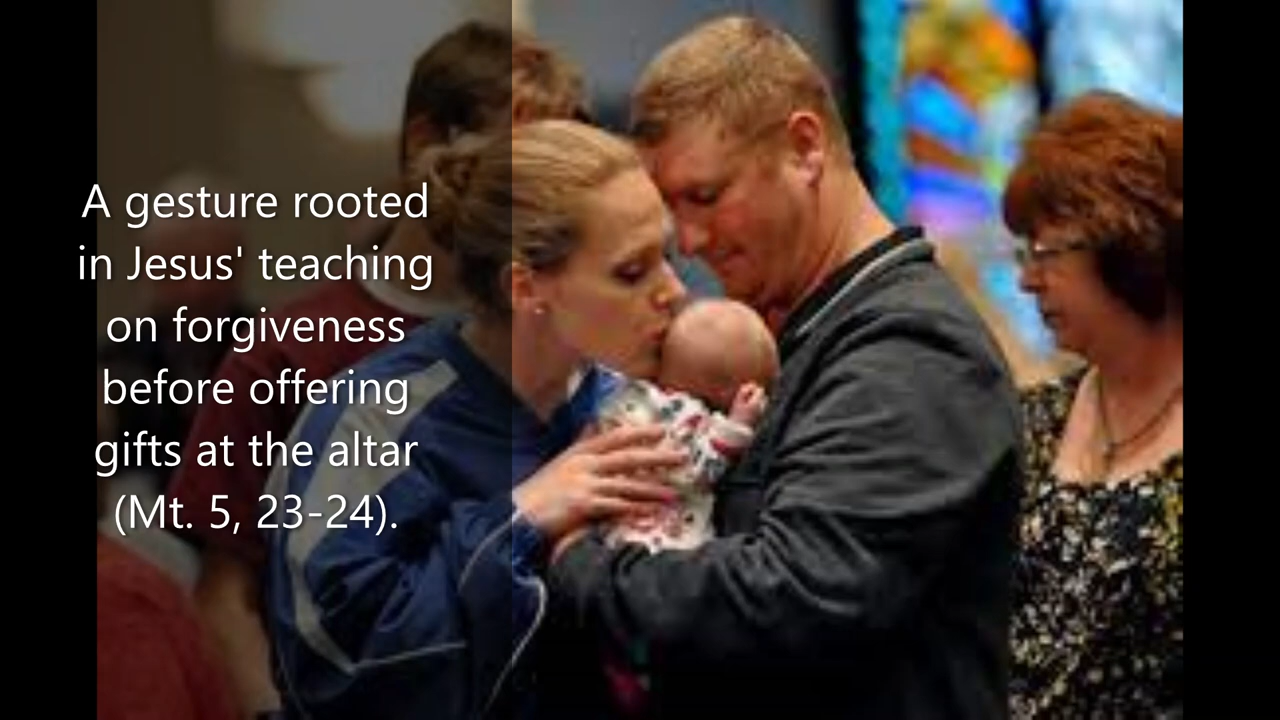 A gesture rooted
in Jesus' teaching
on forgiveness
before offering
gifts at the altar
(Mt. 5, 23-24).